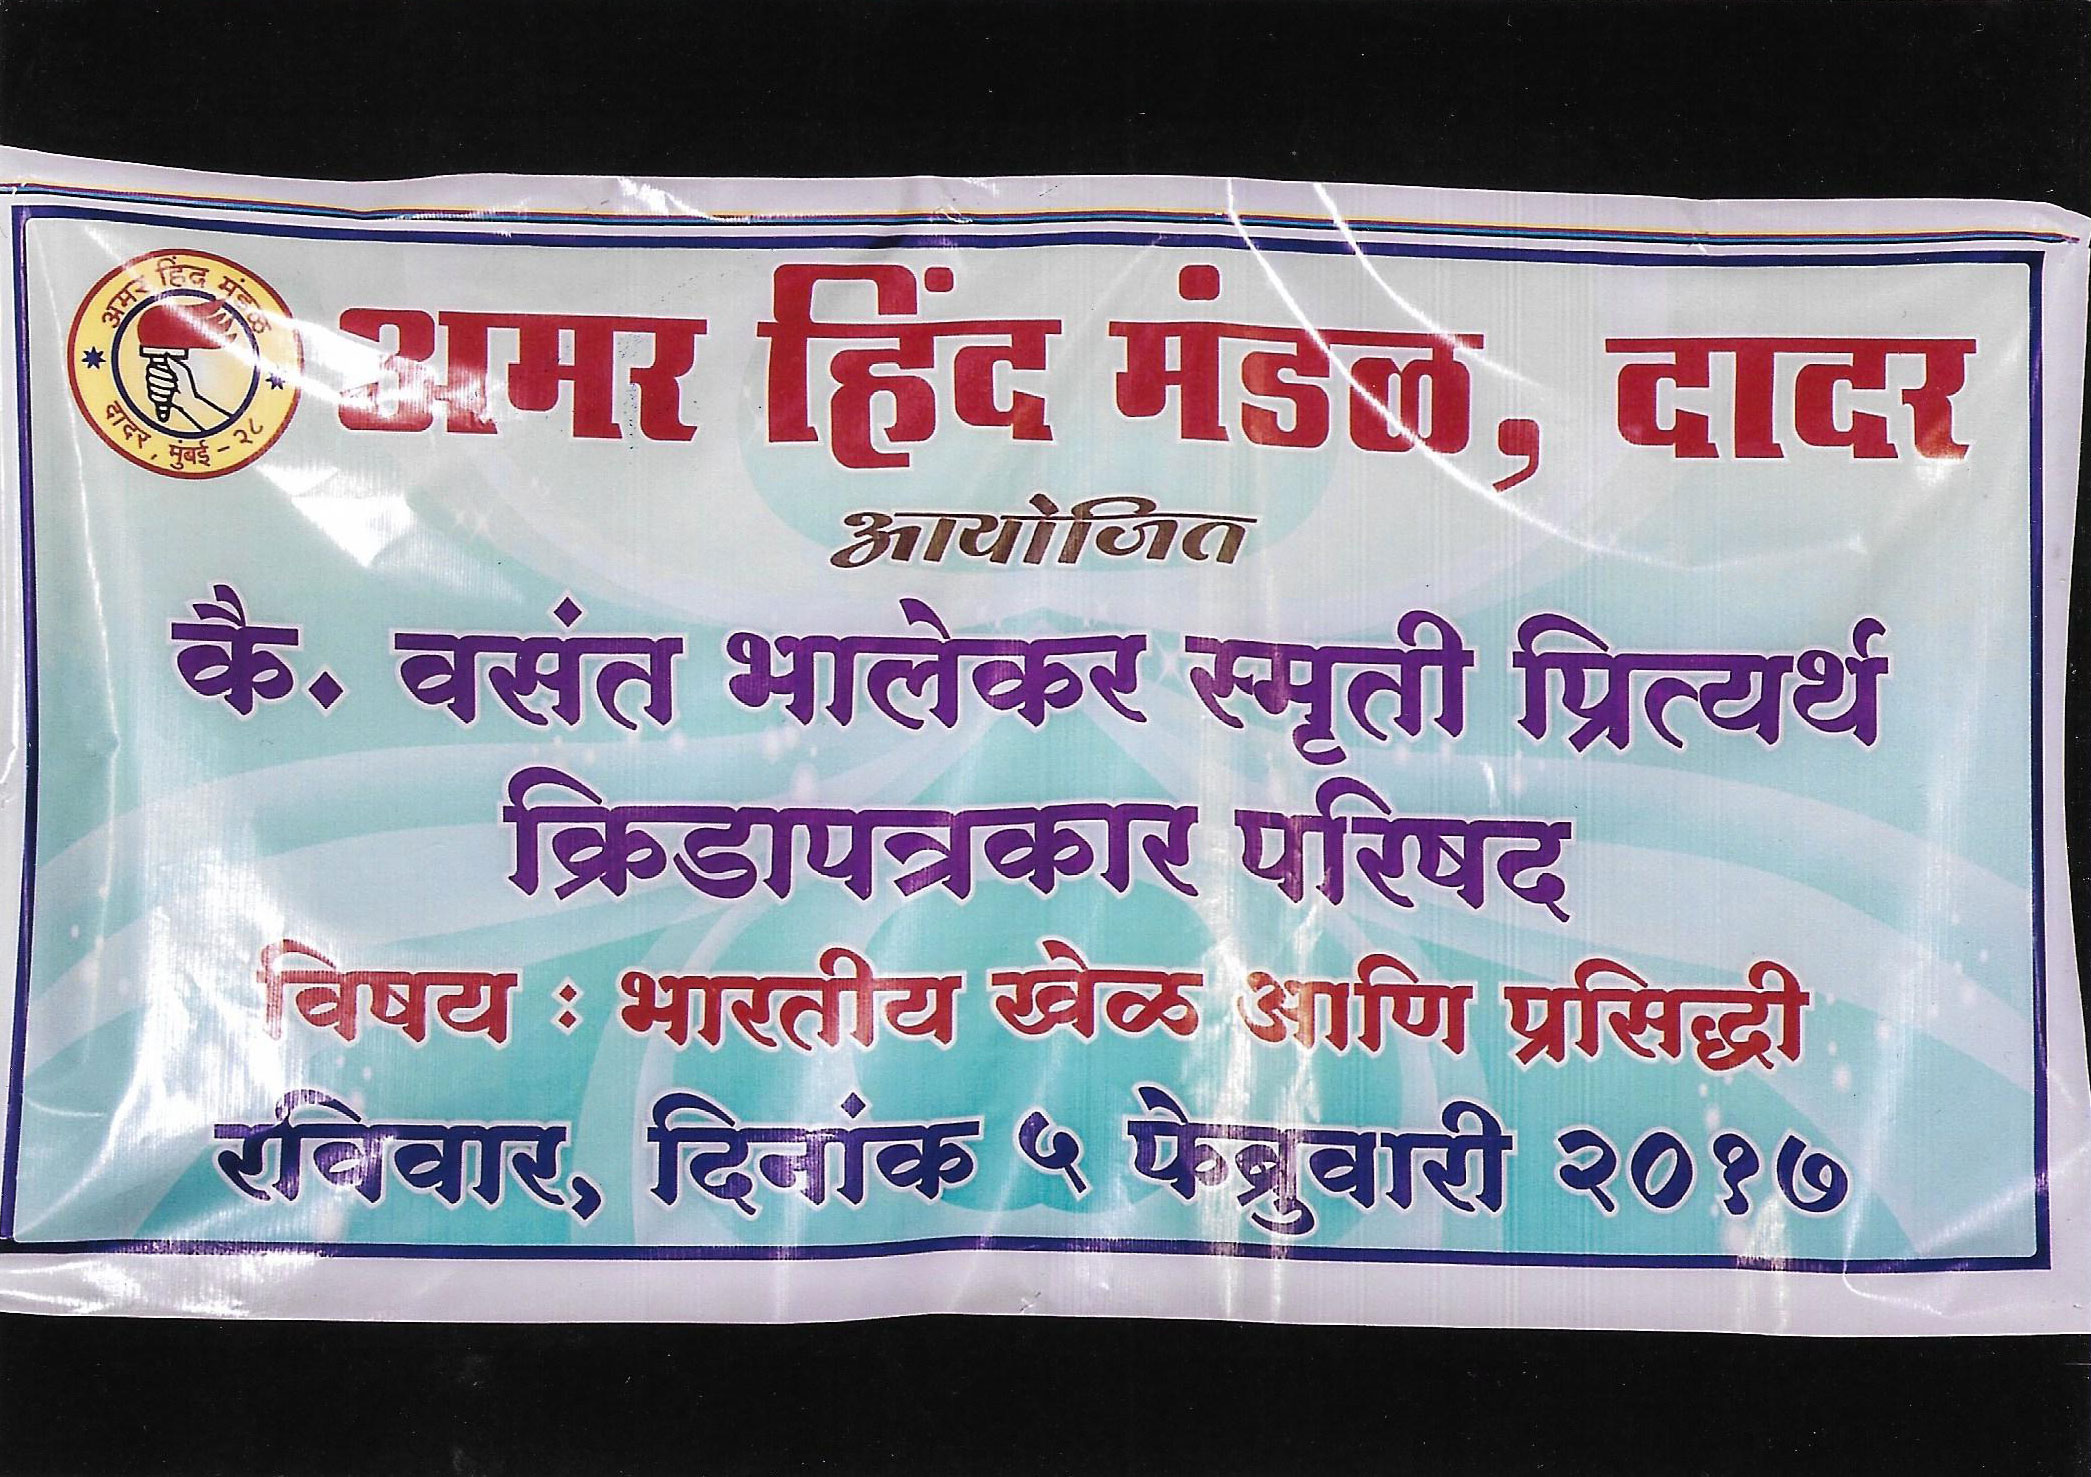 अमर हिंद मंडळ
दादर, मुंबई - २८
अमर हिंद मंडळ, दादर
आयोजित
कै. वसंत भालेकर स्मृती प्रित्यर्थ
क्रिडापत्रकार परिषद
विषय : भारतीय खेळ आणि प्रसिद्धी
रविवार, दिनांक ५ फेब्रुवारी २०१७